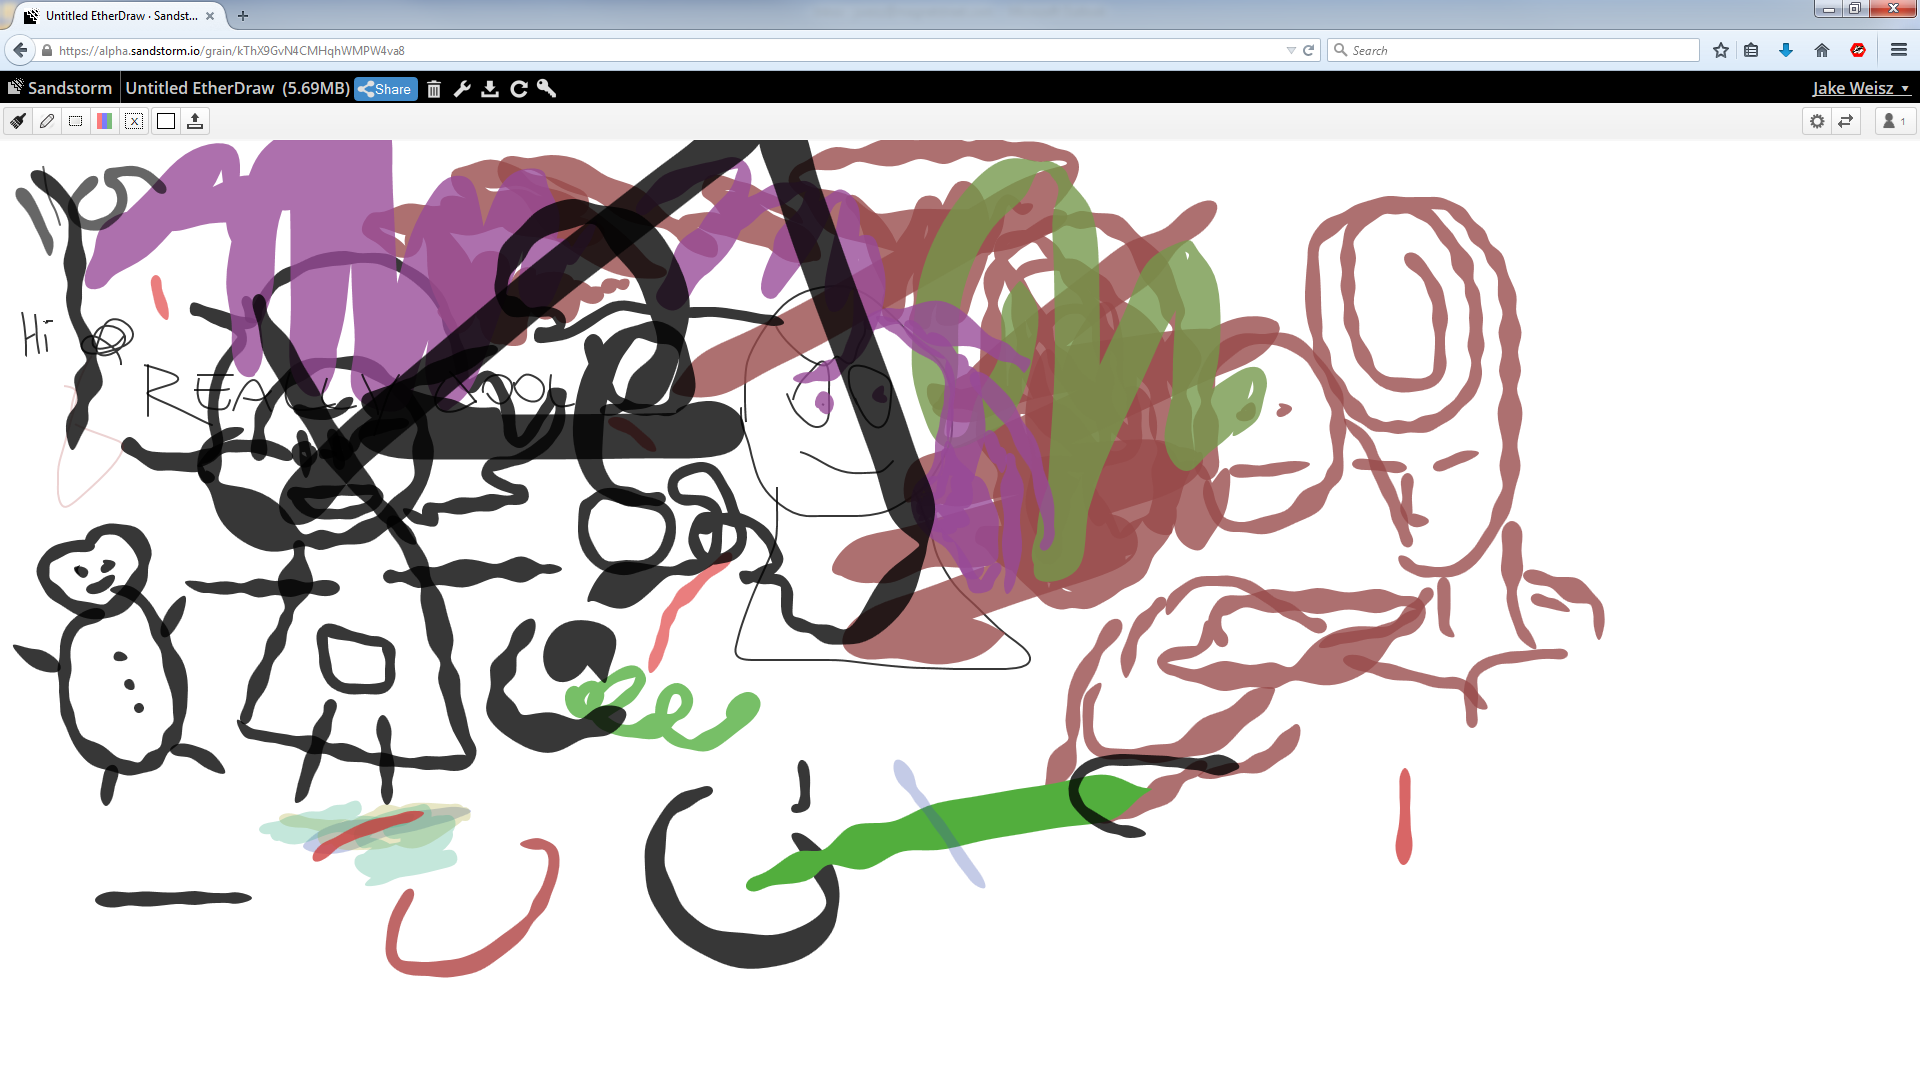 Untitled EtherDraw · Sandst...
https://alpha.sandstorm.io/grain/kThX9GvN4CMHqhWMPW4va8
Search
Sandstorm
Untitled EtherDraw (5.69MB)
Share
Jake Weisz
1
Hi
REALLY COOL